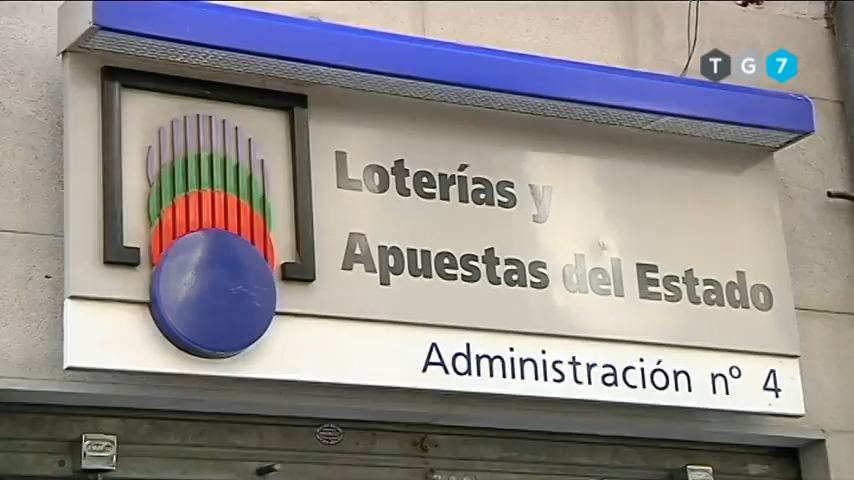 TG7
Loterías y
Apuestas del Estado
Administración nº 4